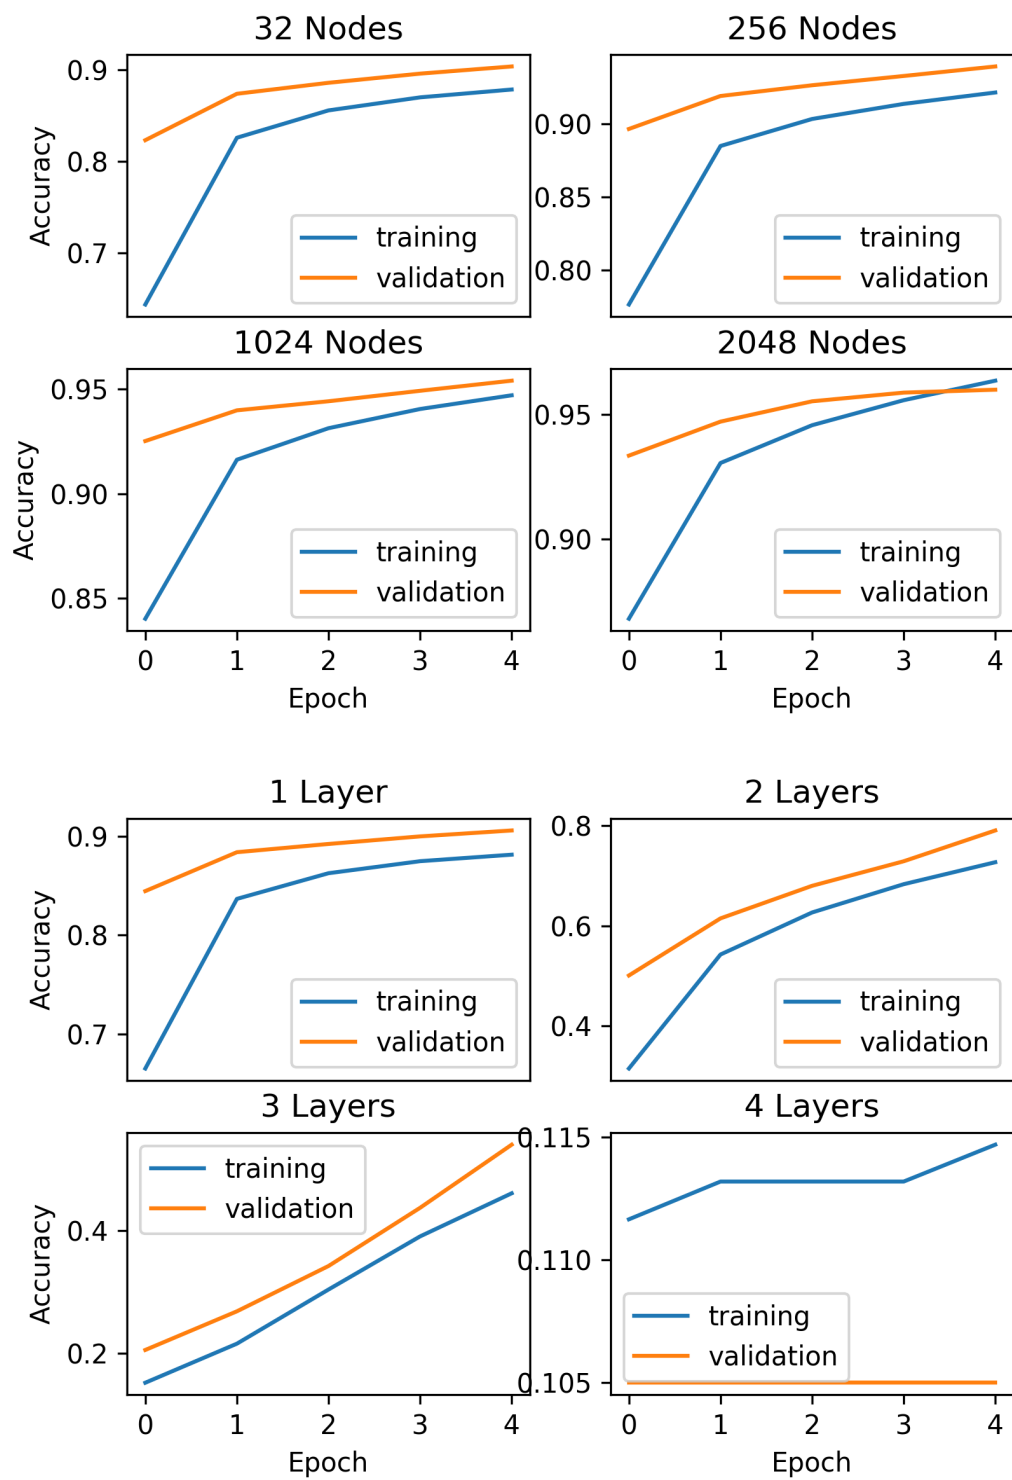 32 Nodes
256 Nodes
0.9
0.8
0.7
Accuracy
training
validation
0.90
0.85
0.80
training
validation
1024 Nodes
2048 Nodes
0.95
0.90
0.85
Accuracy
training
validation
0 1 2 3 4
Epoch
0.95
0.90
training
validation
0 1 2 3 4
Epoch
1 Layer
2 Layers
0.9
0.8
0.7
Accuracy
training
validation
0.8
0.6
0.4
training
validation
3 Layers
4 Layers
0.4
0.2
Accuracy
training
validation
0 1 2 3 4
Epoch
0.115
0.110
0.105
training
validation
0 1 2 3 4
Epoch